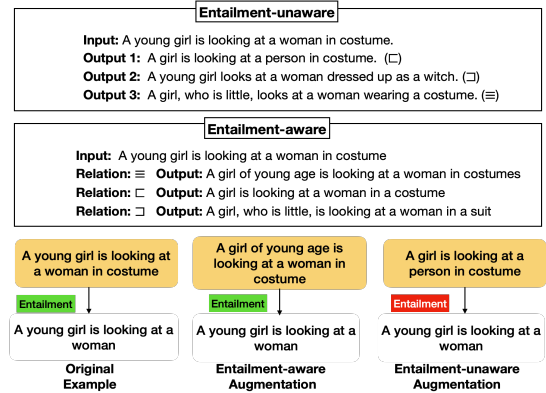 Entailment-unaware
Input: A young girl is looking at a woman in costume.
Output 1: A girl is looking at a person in costume. (⊏)
Output 2: A young girl looks at a woman dressed up as a witch. (⊐)
Output 3: A girl, who is little, looks at a woman wearing a costume. (≡)
Entailment-aware
Input: A young girl is looking at a woman in costume
Relation: ≡ Output: A girl of young age is looking at a woman in costumes
Relation: ⊏ Output: A girl is looking at a woman in a costume
Relation: ⊐ Output: A girl, who is little, is looking at a woman in a suit
A young girl is looking at
a woman in costume
Entailment
A young girl is looking at a
woman
Original
Example
A girl of young age is
looking at a woman in
costume
Entailment
A young girl is looking at a
woman
Entailment-aware
Augmentation
A girl is looking at a
person in costume
Entailment
A young girl is looking at a
woman
Entailment-unaware
Augmentation